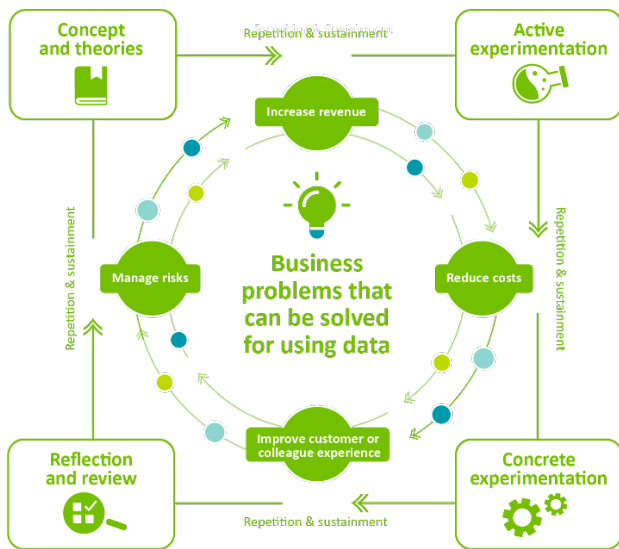 Concept
and theories
Repetition & sustainment
Active
experimentation
Increase revenue
Repetition & sustainment
Manage risks
Business
problems that
can be solved
for using data
Reduce costs
Repetition & sustainment
Improve customer or
colleague experience
Reflection
and review
Repetition & sustainment
Concrete
experimentation